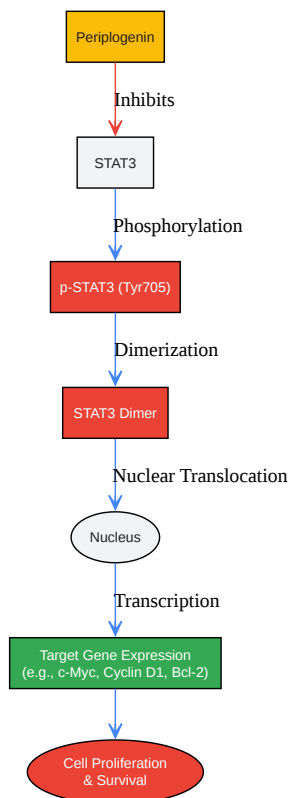 Periplogenin
Inhibits
STAT3
Phosphorylation
p-STAT3 (Tyr705)
Dimerization
STAT3 Dimer
Nuclear Translocation
Nucleus
Transcription
Target Gene Expression
(e.g., c-Myc, Cyclin D1, Bcl-2)
Cell Proliferation
& Survival